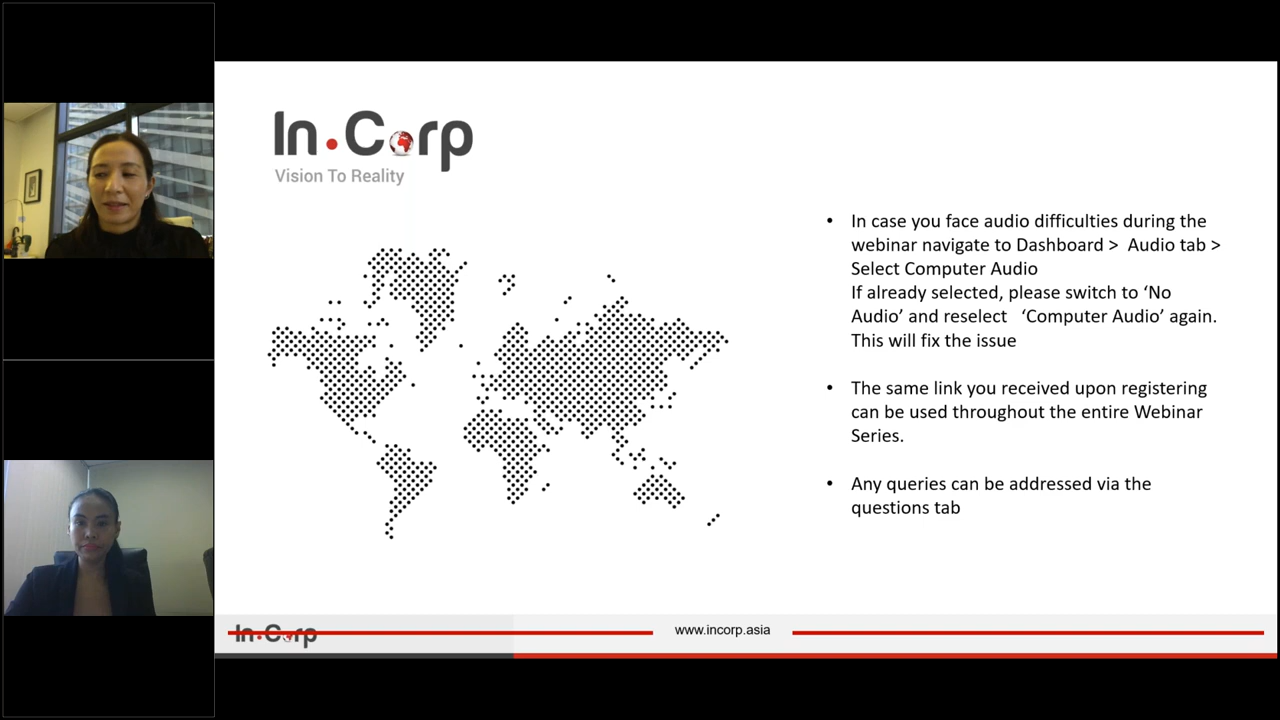 In.Corp
Vision To Reality
• In case you face audio difficulties during the
webinar navigate to Dashboard > Audio tab >
Select Computer Audio
If already selected, please switch to ‘No
Audio’ and reselect ‘Computer Audio’ again.
This will fix the issue
• The same link you received upon registering
can be used throughout the entire Webinar
Series.
• Any queries can be addressed via the
questions tab
In.Corp
www.incorp.asia